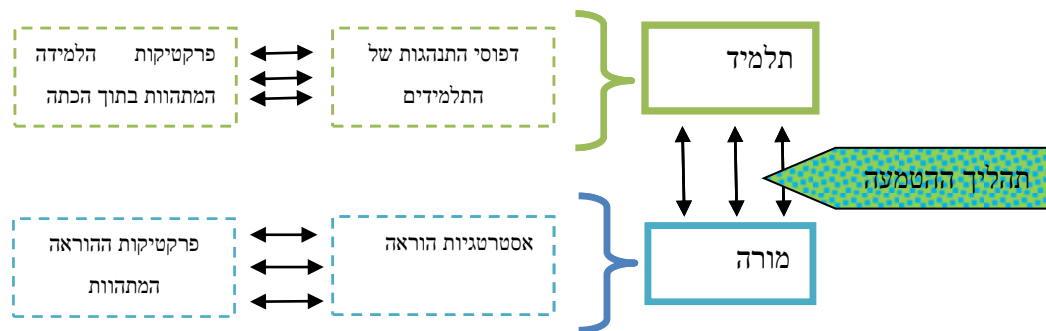 תלמיד
דפוסי התנהגות של
התלמידים
פרקטיקות הלמידה
המתהוות בתוך הכתה
תהליך ההטמעה
מורה
אסטרטגיות הוראה
פרקטיקות ההוראה
המתהוות